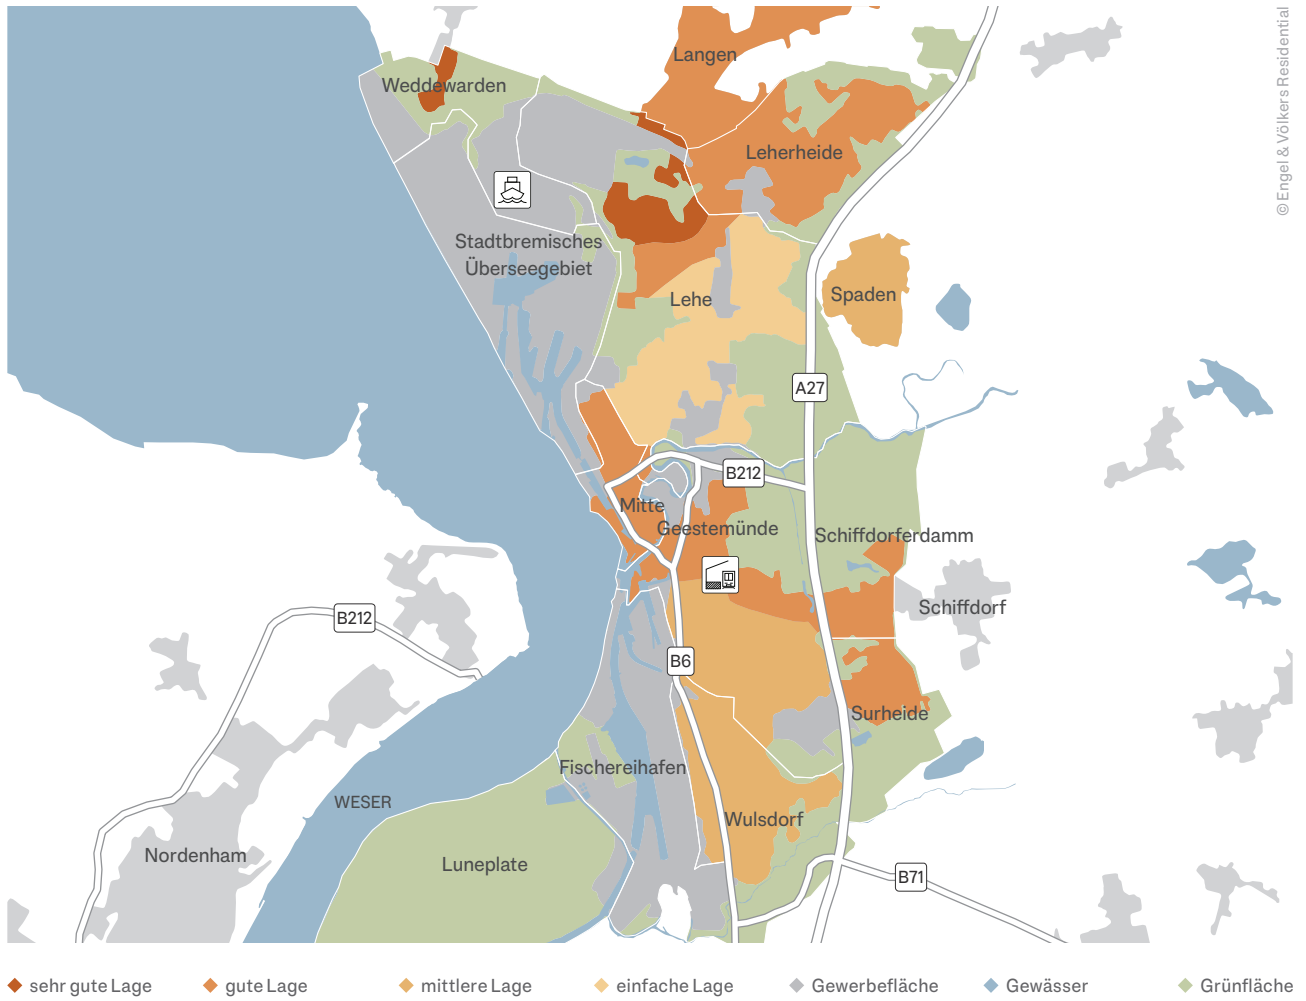 © Engel & Völkers Residential
Langen
Weddewarden
Leherheide
Stadtbremisches
Überseegebiet
Lehe
Spaden
A27
B212
Mitte
Geestemünde
Schiffdorferdamm
Schiffdorf
B212
B6
Surheide
Fischereihafen
WESER
Wulsdorf
Nordenham
Luneplate
B71
sehr gute Lage
gute Lage
mittlere Lage
einfache Lage
Gewerbefläche
Gewässer
Grünfläche